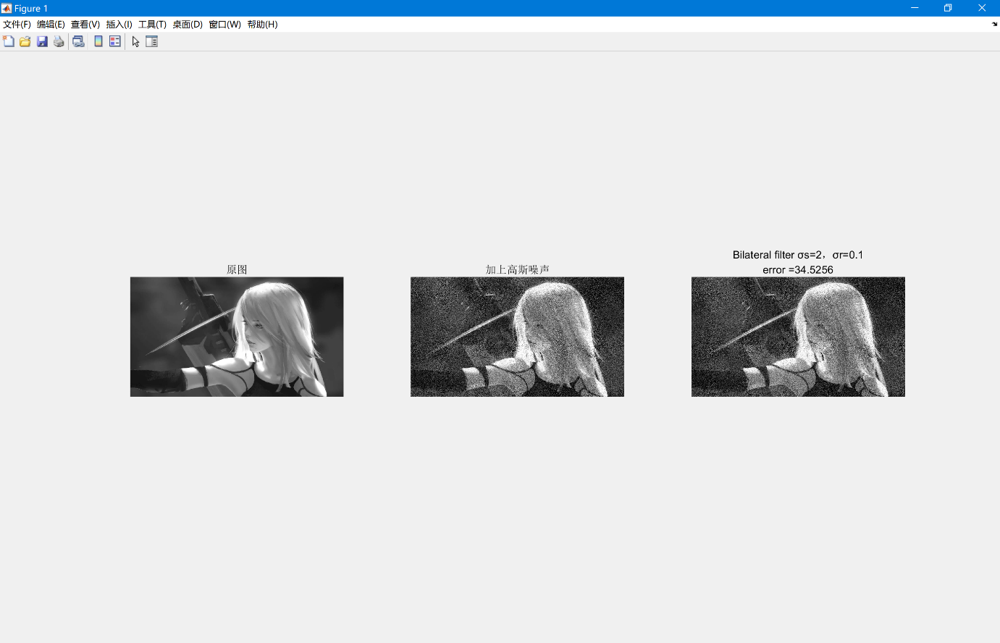 Figure 1
文件(F) 编辑(E) 查看(V) 插入(I) 工具(T) 桌面(D) 窗口(W) 帮助(H)
原图
加上高斯噪声
Bilateral filter σs=2，σr=0.1
error =34.5256